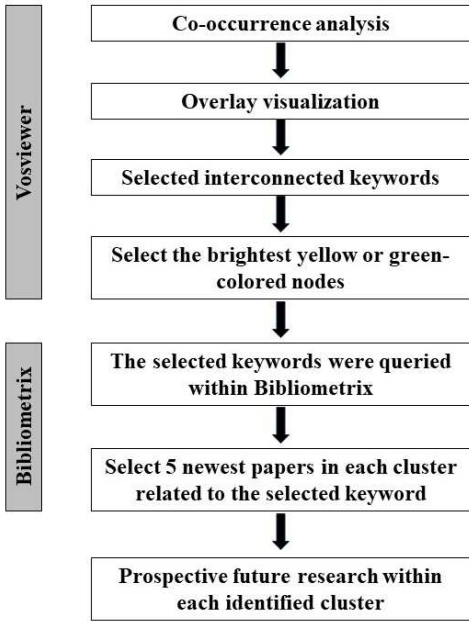 Vosviewer
Co-occurrence analysis
Overlay visualization
Selected interconnected keywords
Select the brightest yellow or green-
colored nodes
Bibliometrix
The selected keywords were queried
within Bibliometrix
Select 5 newest papers in each cluster
related to the selected keyword
Prospective future research within
each identified cluster